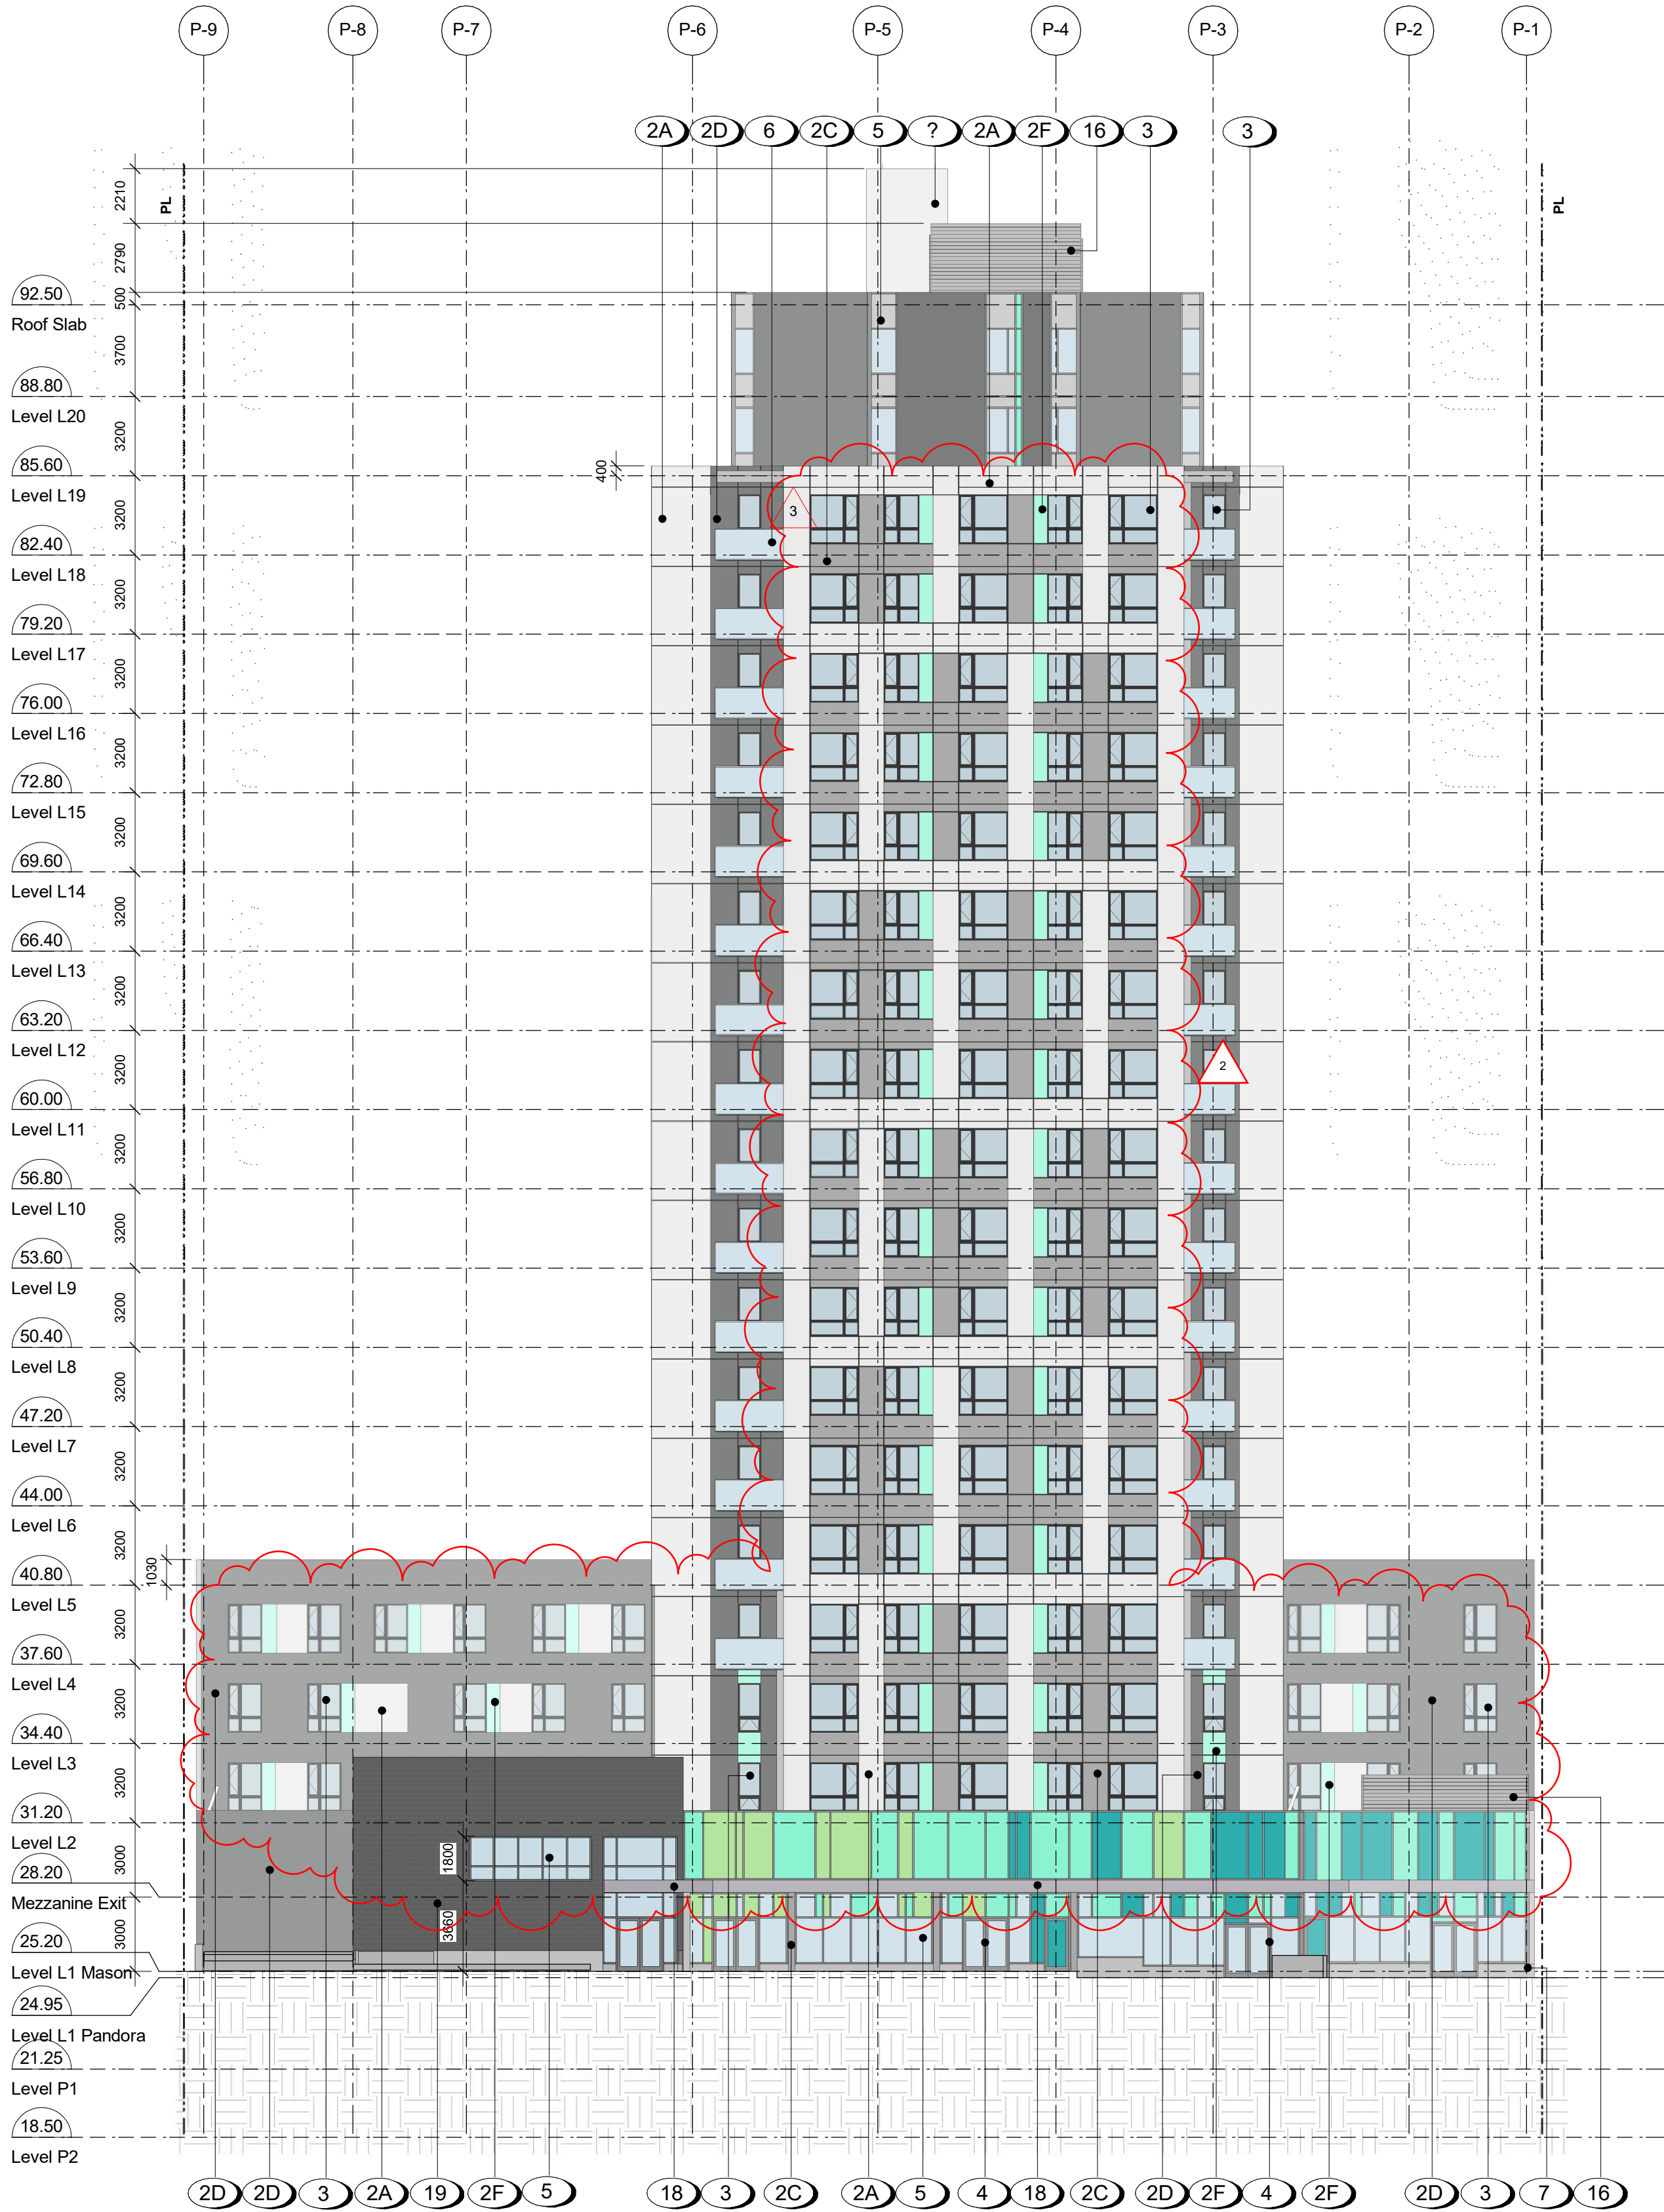 P-9 P-8 P-7 P-6 P-5 P-4 P-3 P-2 P-1
2A 2D 6 2C 5 ? 2A 2F 16 3 3
2210
PL PL
2790
92.50
500
Roof Slab
3700
88.80
Level L20
3200
85.60
400
Level L19
3200
3
82.40
Level L18
3200
79.20
Level L17
3200
76.00
Level L16
3200
72.80
Level L15
3200
69.60
Level L14
3200
66.40
Level L13
3200
63.20
Level L12
3200
2
60.00
Level L11
3200
56.80
Level L10
3200
53.60
Level L9
3200
50.40
Level L8
3200
47.20
Level L7
3200
44.00
Level L6
3200
1030
40.80
Level L5
3200
37.60
Level L4
3200
34.40
Level L3
3200
31.20
Level L2
3000
1800
28.20
Mezzanine Exit
3000
3660
25.20
Level L1 Mason
24.95
Level L1 Pandora
21.25
Level P1
18.50
Level P2
2D 2D 3 2A 19 2F 5 18 3 2C 2A 5 4 18 2C 2D 2F 4 2F 2D 3 7 16